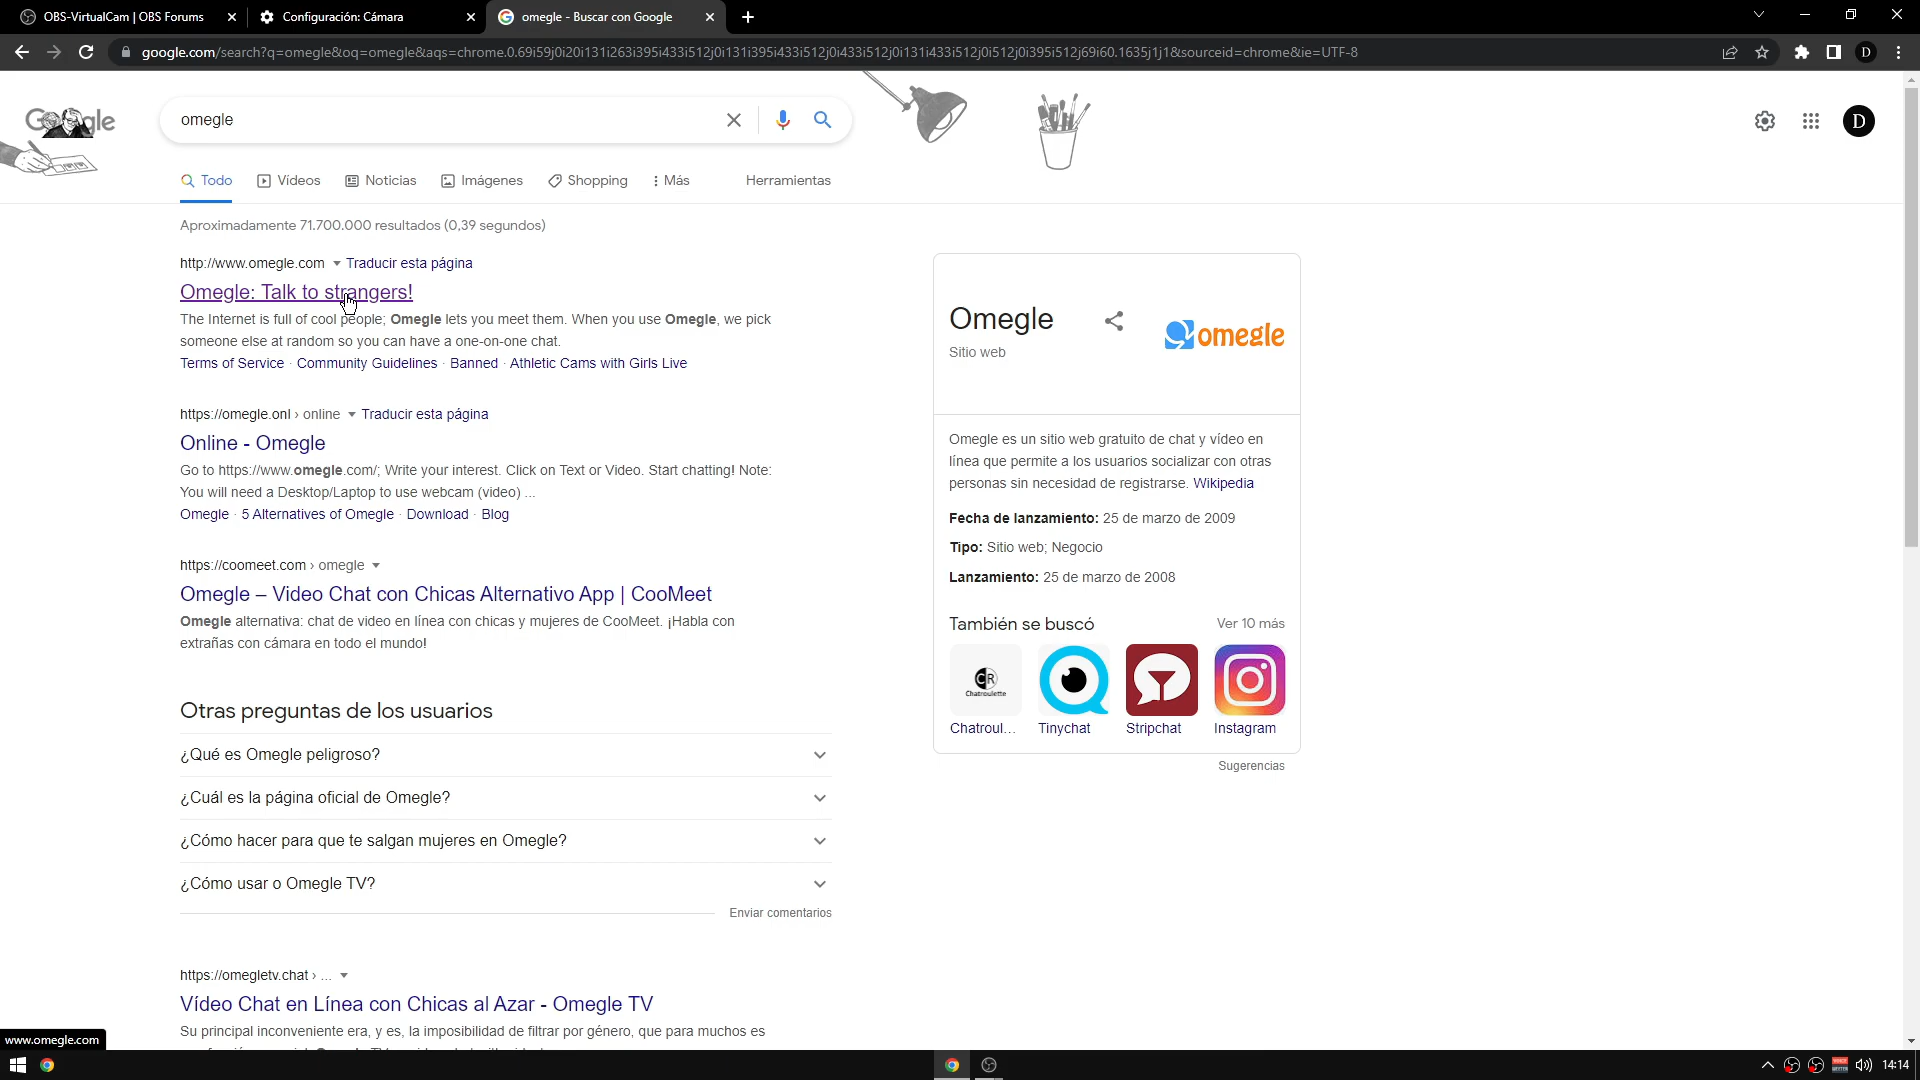 OBS-VirtualCam | OBS Forums
Configuración: Cámara
omegle - Buscar con Google
google.com/search?q=omegle&oq=omegle&aqs=chrome.0.69i59j0i20i131i263i395i433i512j0i131i395i433i512j0i433i512j0i131i433i512j0i512j0i395i512j69i60.1635j1j1&sourceid=chrome&ie=UTF-8
D
omegle
D
Todo
Vídeos
Noticias
Imágenes
Shopping
Más
Herramientas
Aproximadamente 71.700.000 resultados (0,39 segundos)
http://www.omegle.com Traducir esta página
Omegle: Talk to strangers!
The Internet is full of cool people; Omegle lets you meet them. When you use Omegle, we pick
someone else at random so you can have a one-on-one chat.
Terms of Service · Community Guidelines · Banned · Athletic Cams with Girls Live
https://omegle.onl › online Traducir esta página
Online - Omegle
Go to https://www.omegle.com/; Write your interest. Click on Text or Video. Start chatting! Note:
You will need a Desktop/Laptop to use webcam (video) ...
Omegle · 5 Alternatives of Omegle · Download · Blog
https://coomeet.com › omegle
Omegle – Video Chat con Chicas Alternativo App | CooMeet
Omegle alternativa: chat de video en línea con chicas y mujeres de CooMeet. ¡Habla con
extrañas con cámara en todo el mundo!
Otras preguntas de los usuarios
¿Qué es Omegle peligroso?
¿Cuál es la página oficial de Omegle?
¿Cómo hacer para que te salgan mujeres en Omegle?
¿Cómo usar o Omegle TV?
Enviar comentarios
https://omegletv.chat › ...
Vídeo Chat en Línea con Chicas al Azar - Omegle TV
Su principal inconveniente era, y es, la imposibilidad de filtrar por género, que para muchos es
Omegle
Sitio web
omegle
Omegle es un sitio web gratuito de chat y vídeo en
línea que permite a los usuarios socializar con otras
personas sin necesidad de registrarse. Wikipedia
Fecha de lanzamiento: 25 de marzo de 2009
Tipo: Sitio web; Negocio
Lanzamiento: 25 de marzo de 2008
También se buscó
Ver 10 más
CR
Chatroulette
Chatroul...
Tinychat
Stripchat
Instagram
Sugerencias
www.omegle.com
14:14